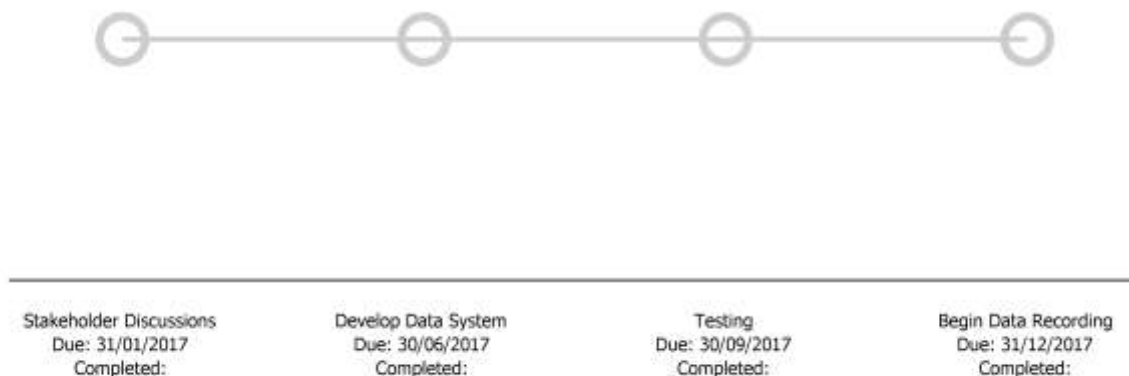 Stakeholder Discussions
Due: 31/01/2017
Completed:
Develop Data System
Due: 30/06/2017
Completed:
Testing
Due: 30/09/2017
Completed:
Begin Data Recording
Due: 31/12/2017
Completed: